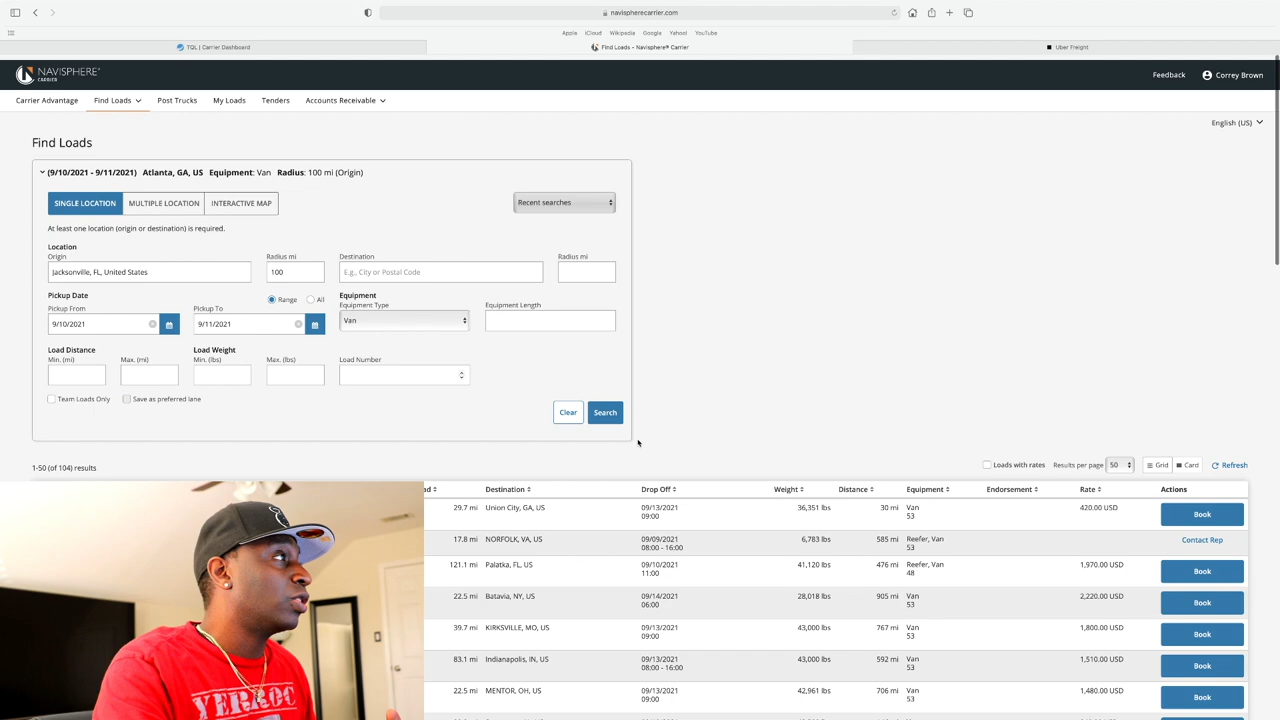 navispherecarrier.com
Apple iCloud Wikipedia Google Yahoo! YouTube
TQL | Carrier Dashboard
Find Loads - Navisphere® Carrier
Uber Freight
NAVISPHERE®
CARRIER
Feedback
Correy Brown
Carrier Advantage Find Loads Post Trucks My Loads Tenders Accounts Receivable
English (US)
Find Loads
(9/10/2021 - 9/11/2021) Atlanta, GA, US Equipment: Van Radius: 100 mi (Origin)
SINGLE LOCATION MULTIPLE LOCATION INTERACTIVE MAP
Recent searches
At least one location (origin or destination) is required.
Location
Origin Radius mi Destination Radius mi
Jacksonville, FL, United States 100 E.g., City or Postal Code
Pickup Date Range All Equipment
Pickup From Pickup To Equipment Type Equipment Length
9/10/2021 9/11/2021 Van
Load Distance Load Weight
Min. (mi) Max. (mi) Min. (lbs) Max. (lbs) Load Number
Team Loads Only Save as preferred lane
Clear Search
1-50 (of 104) results
Loads with rates Results per page 50 Grid Card Refresh
Destination Drop Off Weight Distance Equipment Endorsement Rate Actions
29.7 mi Union City, GA, US 09/13/2021 36,351 lbs 30 mi Van 420.00 USD Book
09:00 53
17.8 mi NORFOLK, VA, US 09/09/2021 6,783 lbs 585 mi Reefer, Van Contact Rep
08:00 - 16:00 53
121.1 mi Palatka, FL, US 09/10/2021 41,120 lbs 476 mi Reefer, Van 1,970.00 USD Book
11:00 48
22.5 mi Batavia, NY, US 09/14/2021 28,018 lbs 905 mi Van 2,220.00 USD Book
06:00 53
39.7 mi KIRKSVILLE, MO, US 09/13/2021 43,000 lbs 767 mi Van 1,800.00 USD Book
09:00 53
83.1 mi Indianapolis, IN, US 09/13/2021 43,000 lbs 592 mi Van 1,510.00 USD Book
08:00 - 16:00 53
22.5 mi MENTOR, OH, US 09/13/2021 42,961 lbs 706 mi Van 1,480.00 USD Book
09:00 53
YERROC